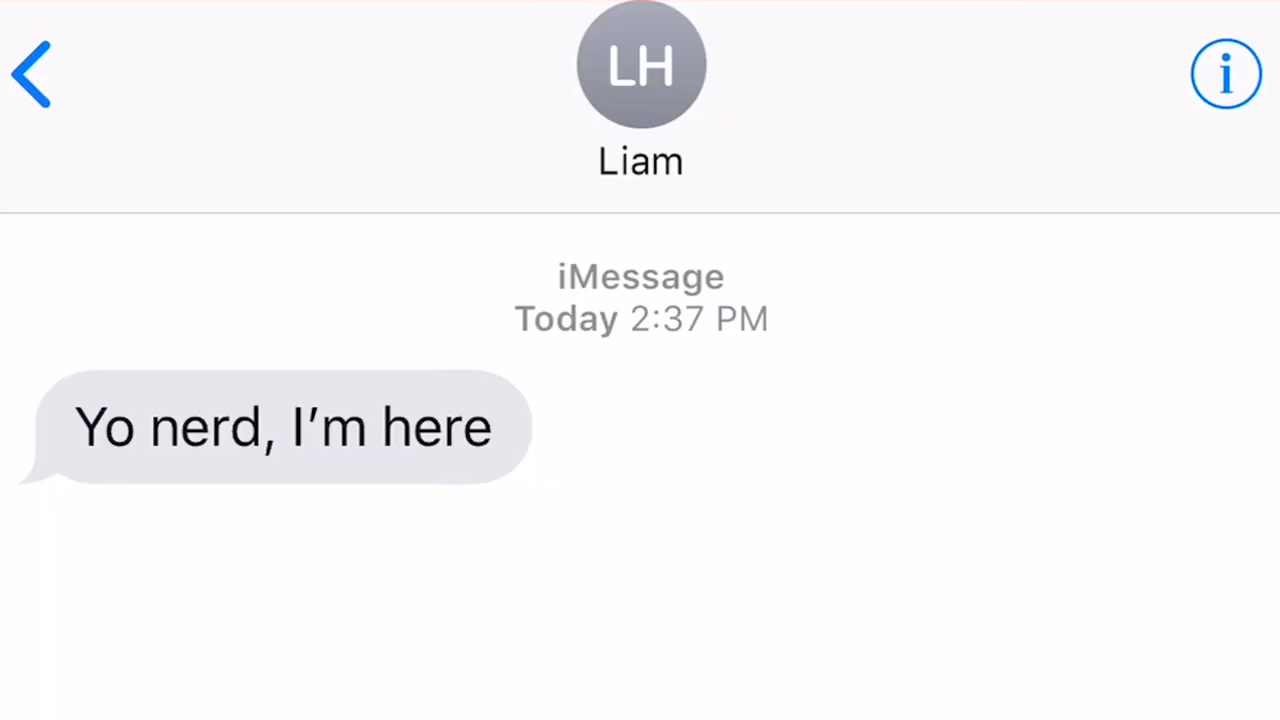 LH
Liam
iMessage
Today 2:37 PM
Yo nerd, I’m here